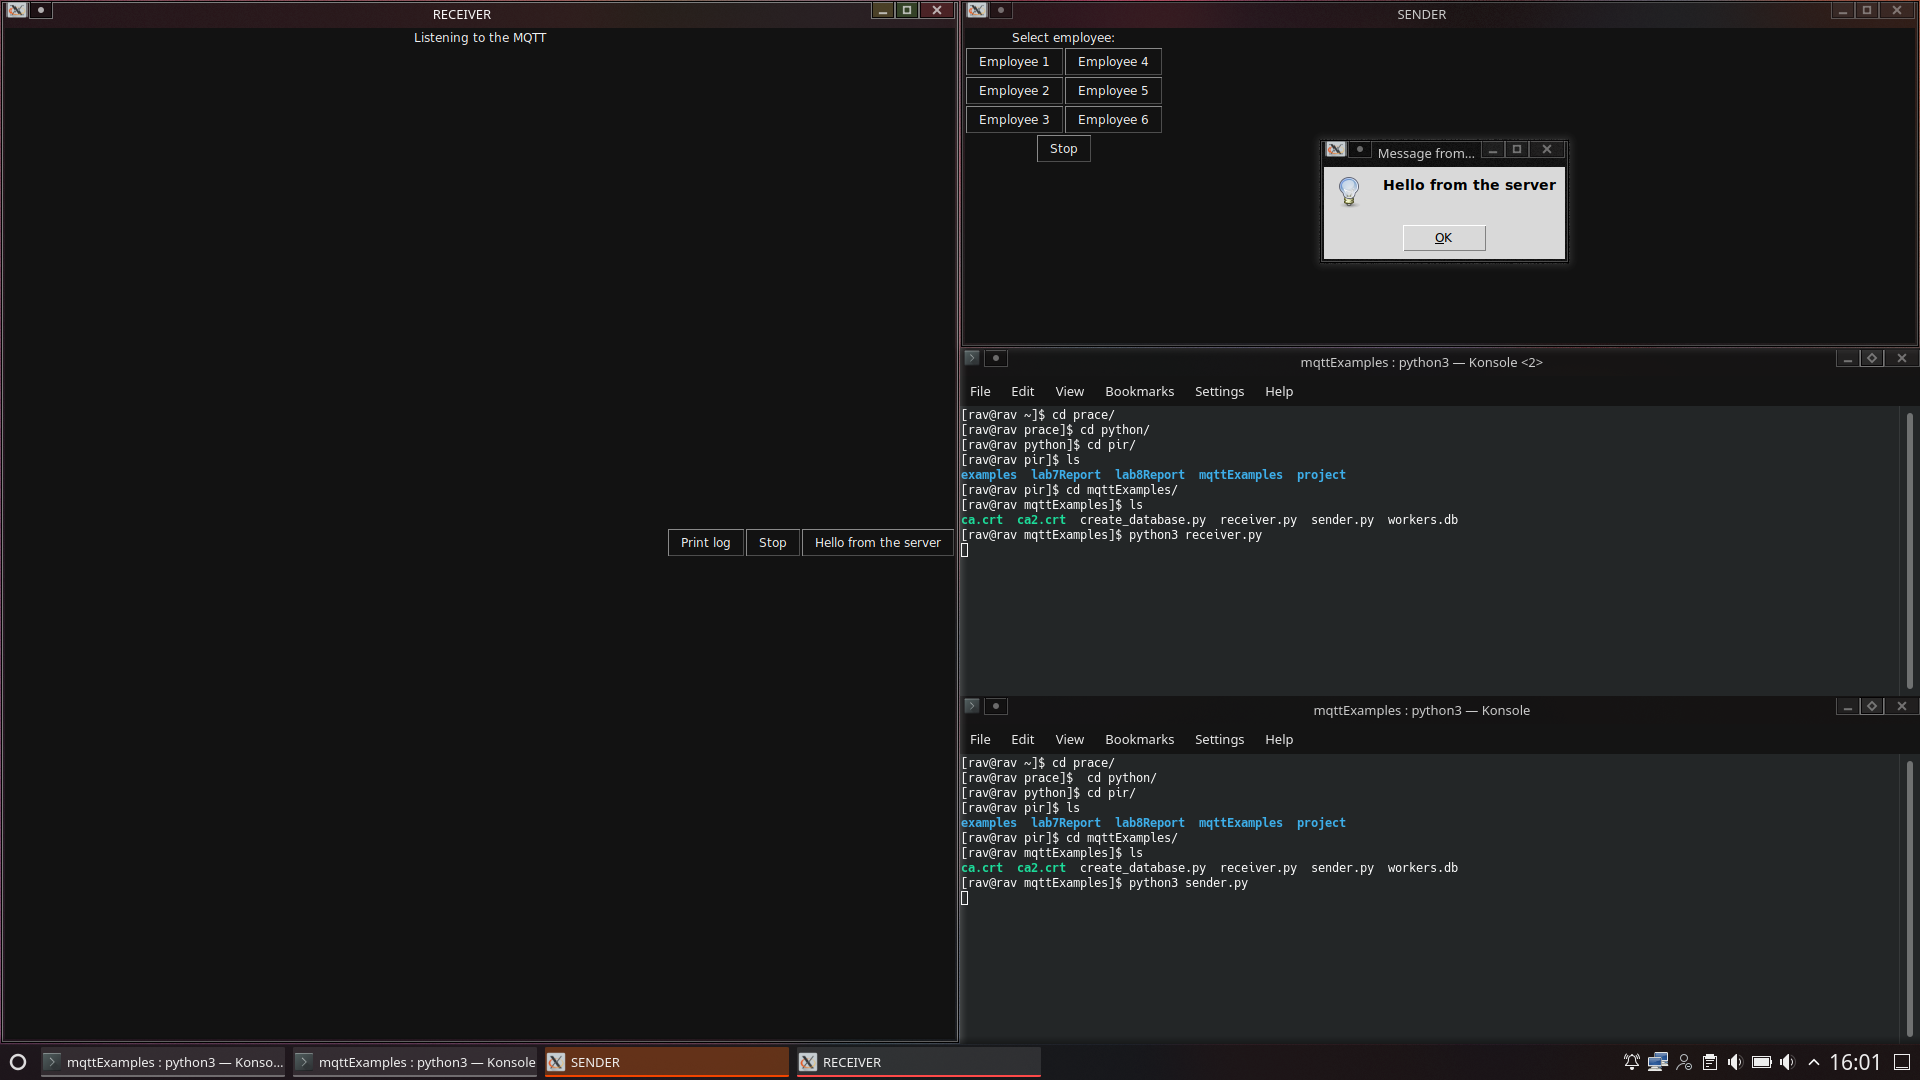 RECEIVER
Listening to the MQTT
Print log
Stop
Hello from the server
SENDER
Select employee:
Employee 1 Employee 4
Employee 2 Employee 5
Employee 3 Employee 6
Stop
Message from...
Hello from the server
OK
mqttExamples : python3 — Konsole <2>
File Edit View Bookmarks Settings Help
[rav@rav ~]$ cd prace/
[rav@rav prace]$ cd python/
[rav@rav python]$ cd pir/
[rav@rav pir]$ ls
examples lab7Report lab8Report mqttExamples project
[rav@rav pir]$ cd mqttExamples/
[rav@rav mqttExamples]$ ls
ca.crt ca2.crt create_database.py receiver.py sender.py workers.db
[rav@rav mqttExamples]$ python3 receiver.py
mqttExamples : python3 — Konsole
File Edit View Bookmarks Settings Help
[rav@rav ~]$ cd prace/
[rav@rav prace]$  cd python/
[rav@rav python]$ cd pir/
[rav@rav pir]$ ls
examples lab7Report lab8Report mqttExamples project
[rav@rav pir]$ cd mqttExamples/
[rav@rav mqttExamples]$ ls
ca.crt ca2.crt create_database.py receiver.py sender.py workers.db
[rav@rav mqttExamples]$ python3 sender.py
mqttExamples : python3 — Konso... mqttExamples : python3 — Konsole SENDER RECEIVER 16:01